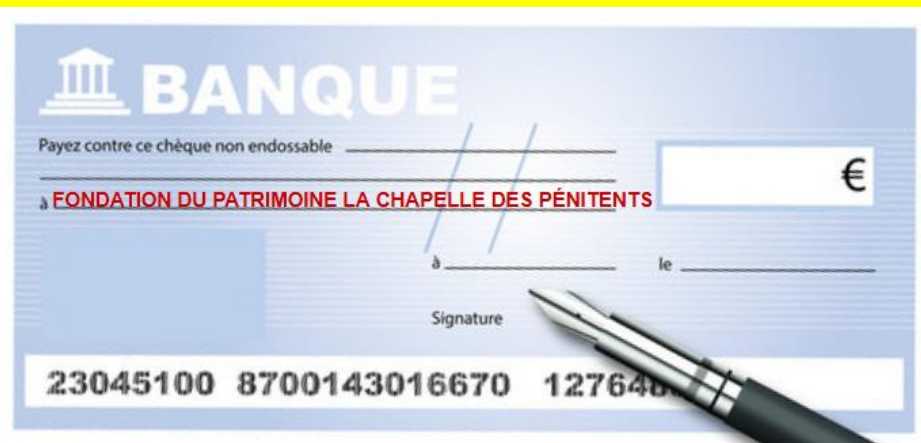 BANQUE
Payez contre ce chèque non endossable
€
à FONDATION DU PATRIMOINE LA CHAPELLE DES PÉNITENTS
à le
Signature
23045100 8700143016670